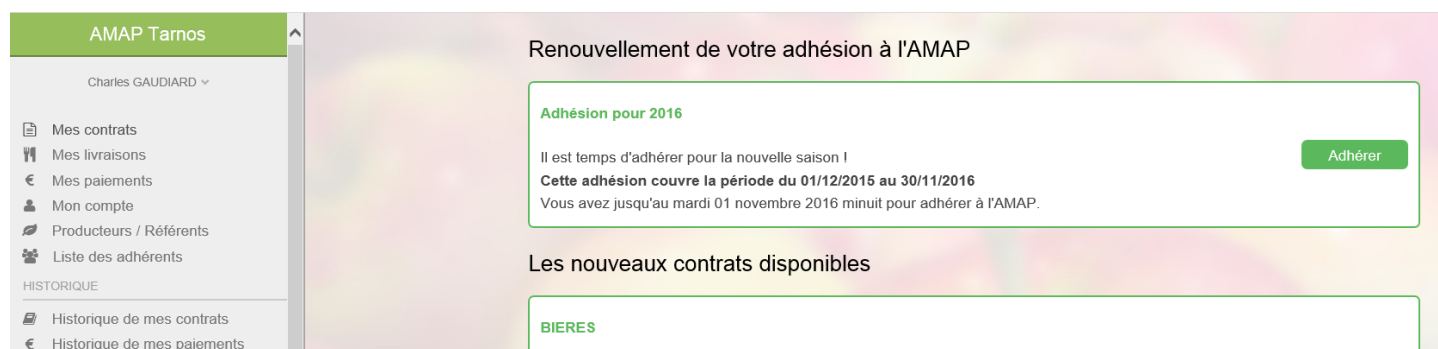 AMAP Tarnos
Charles GAUDIARD
Mes contrats
Mes livraisons
€ Mes paiements
Mon compte
Producteurs / Référents
Liste des adhérents
HISTORIQUE
Historique de mes contrats
€ Historique de mes paiements
Renouvellement de votre adhésion à l'AMAP
Adhésion pour 2016
Il est temps d'adhérer pour la nouvelle saison !
Adhérer
Cette adhésion couvre la période du 01/12/2015 au 30/11/2016
Vous avez jusqu'au mardi 01 novembre 2016 minuit pour adhérer à l'AMAP.
Les nouveaux contrats disponibles
BIERES